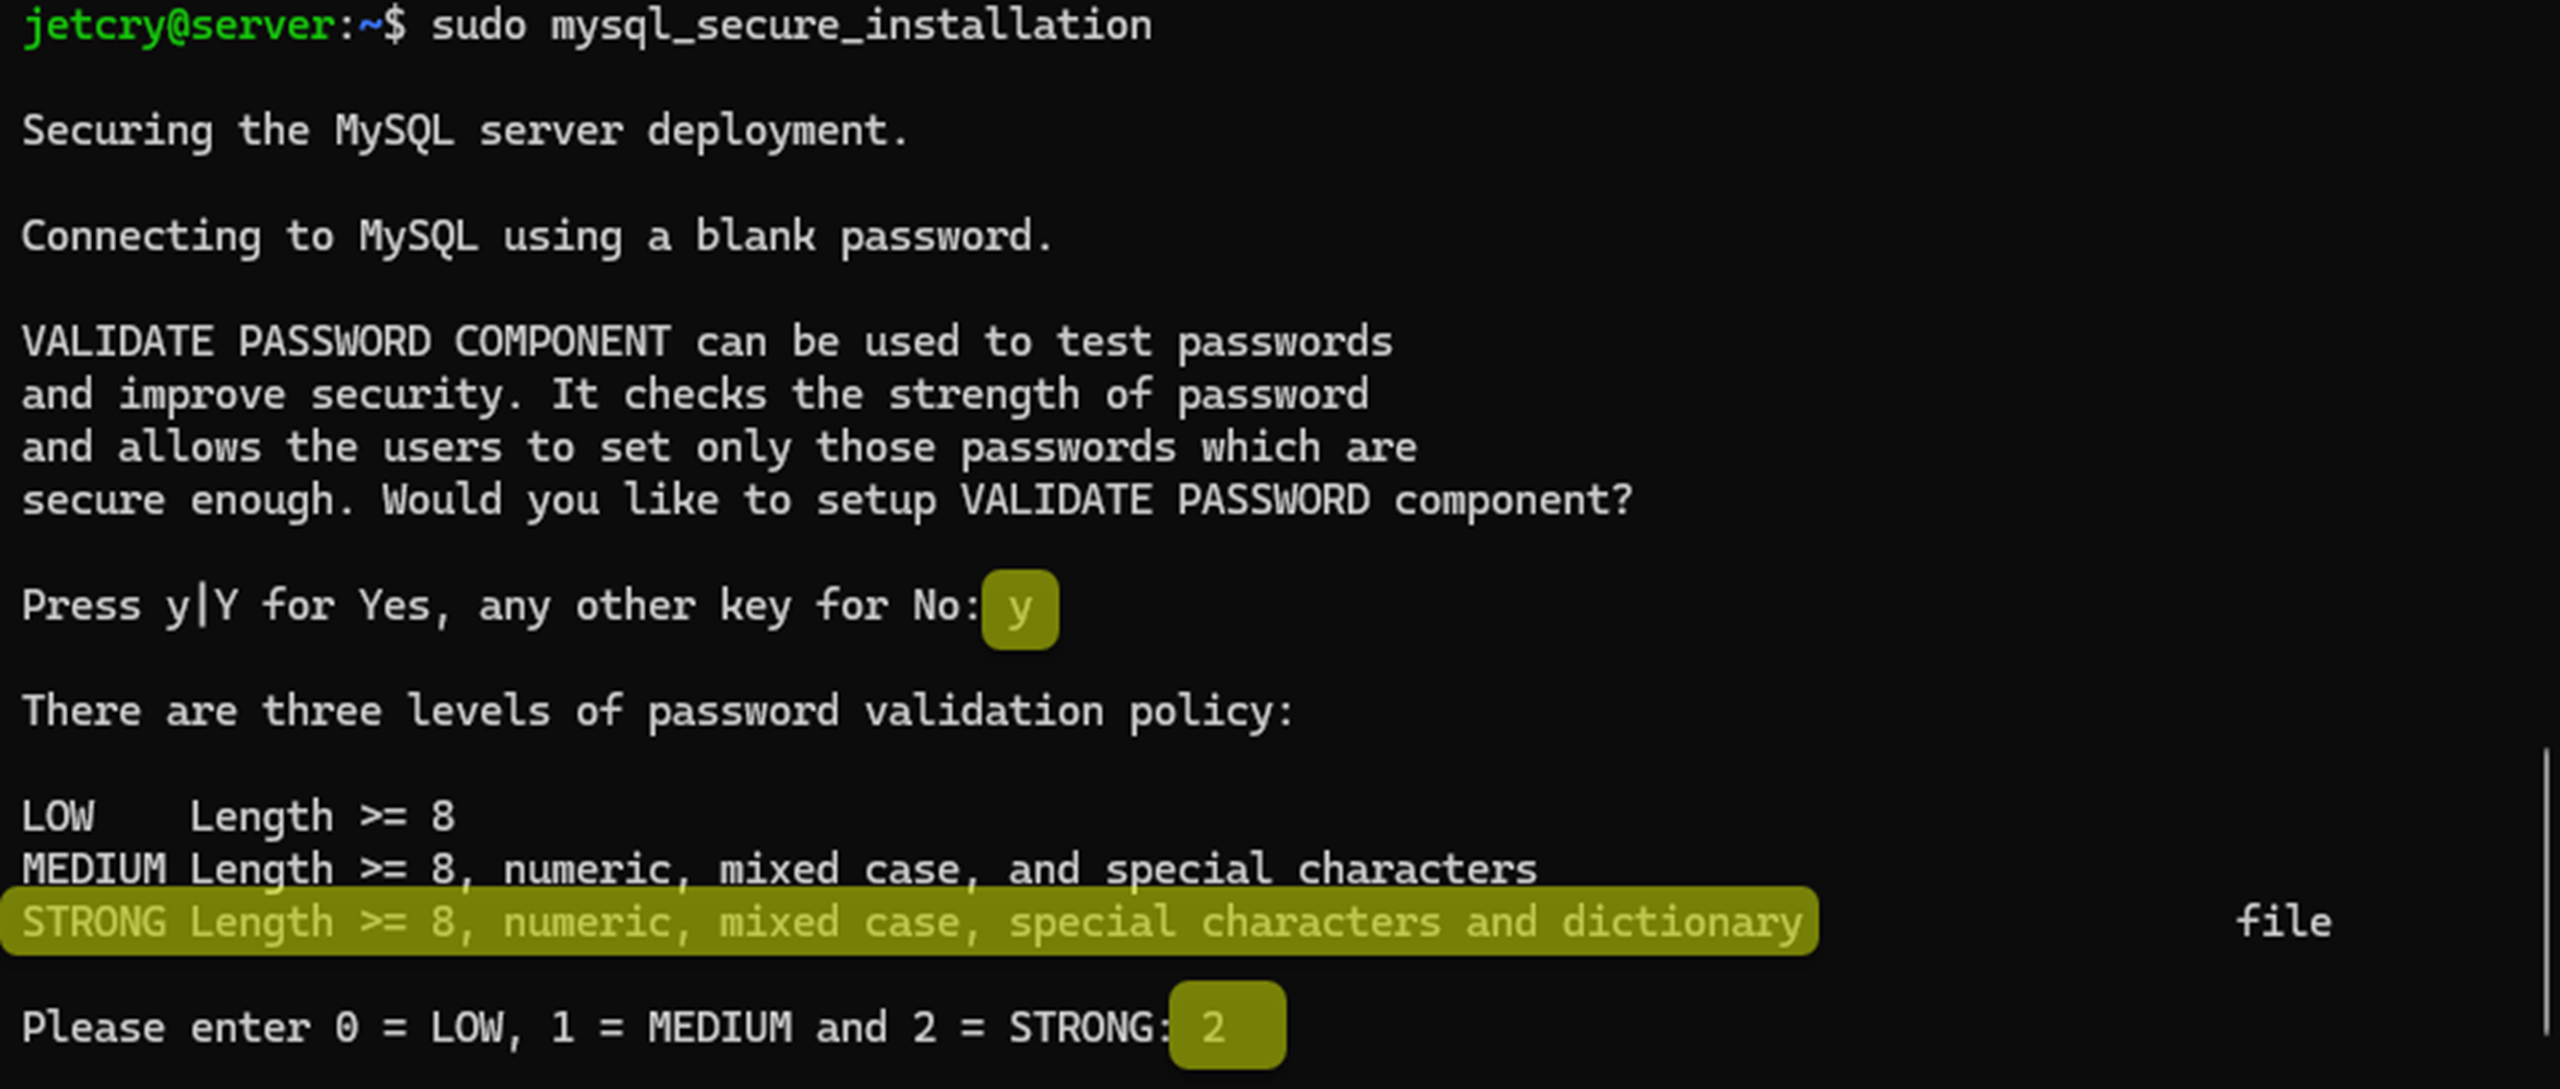 jetcry@server:~$ sudo mysql_secure_installation
Securing the MySQL server deployment.
Connecting to MySQL using a blank password.
VALIDATE PASSWORD COMPONENT can be used to test passwords
and improve security. It checks the strength of password
and allows the users to set only those passwords which are
secure enough. Would you like to setup VALIDATE PASSWORD component?
Press y|Y for Yes, any other key for No: y
There are three levels of password validation policy:
LOW    Length >= 8
MEDIUM Length >= 8, numeric, mixed case, and special characters
STRONG Length >= 8, numeric, mixed case, special characters and dictionary                  file
Please enter 0 = LOW, 1 = MEDIUM and 2 = STRONG: 2